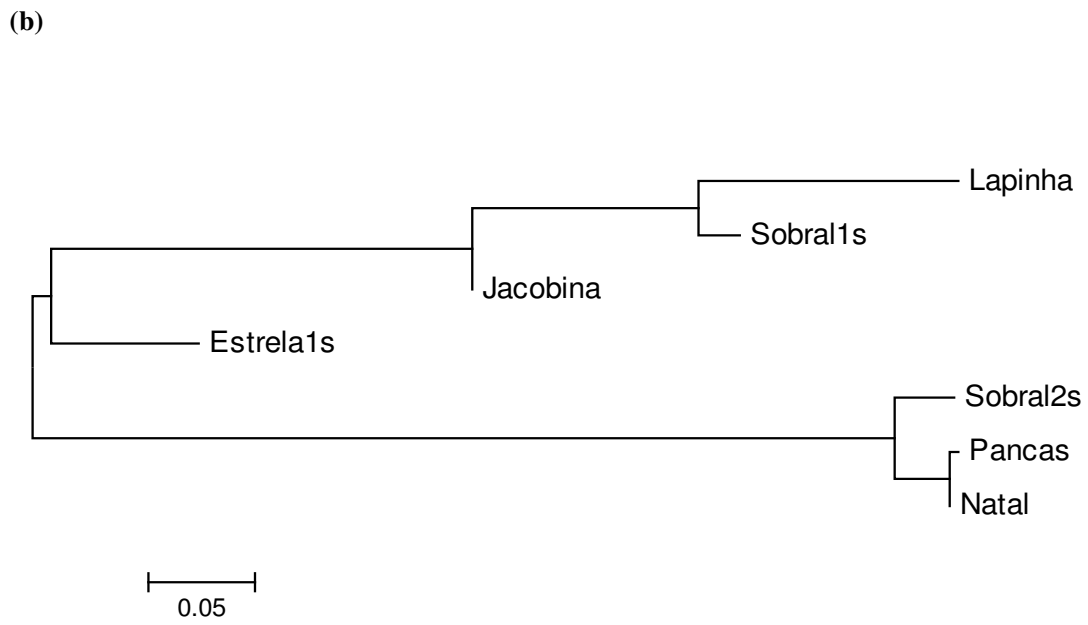 (b)
Lapinha
Sobral1s
Jacobina
Estrela1s
Sobral2s
Pancas
Natal
0.05